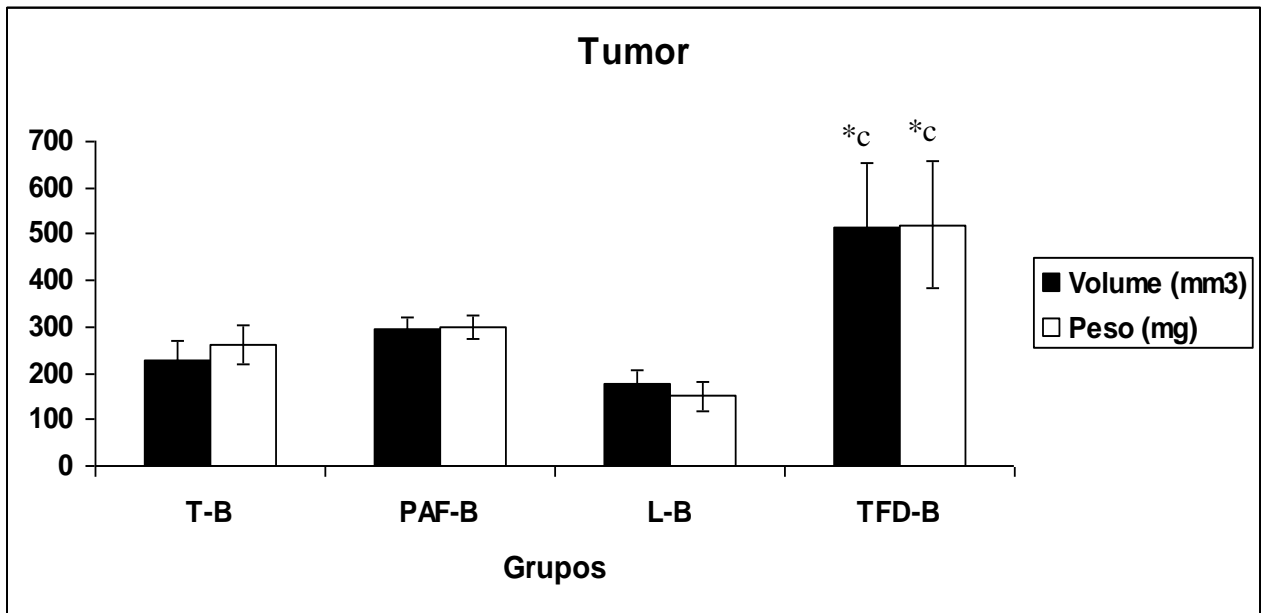 Tumor
*c *c
700
600
500
400
300
200
100
0
T-B PAF-B L-B TFD-B
Grupos
Volume (mm3)
Peso (mg)